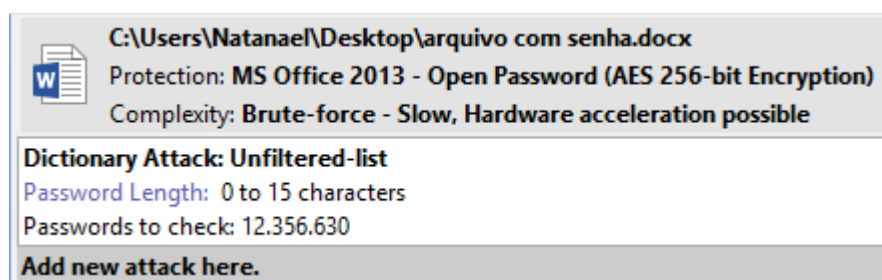 C:\Users\Natanael\Desktop\arquivo com senha.docx
Protection: MS Office 2013 - Open Password (AES 256-bit Encryption)
Complexity: Brute-force - Slow, Hardware acceleration possible
Dictionary Attack: Unfiltered-list
Password Length: 0 to 15 characters
Passwords to check: 12.356.630
Add new attack here.